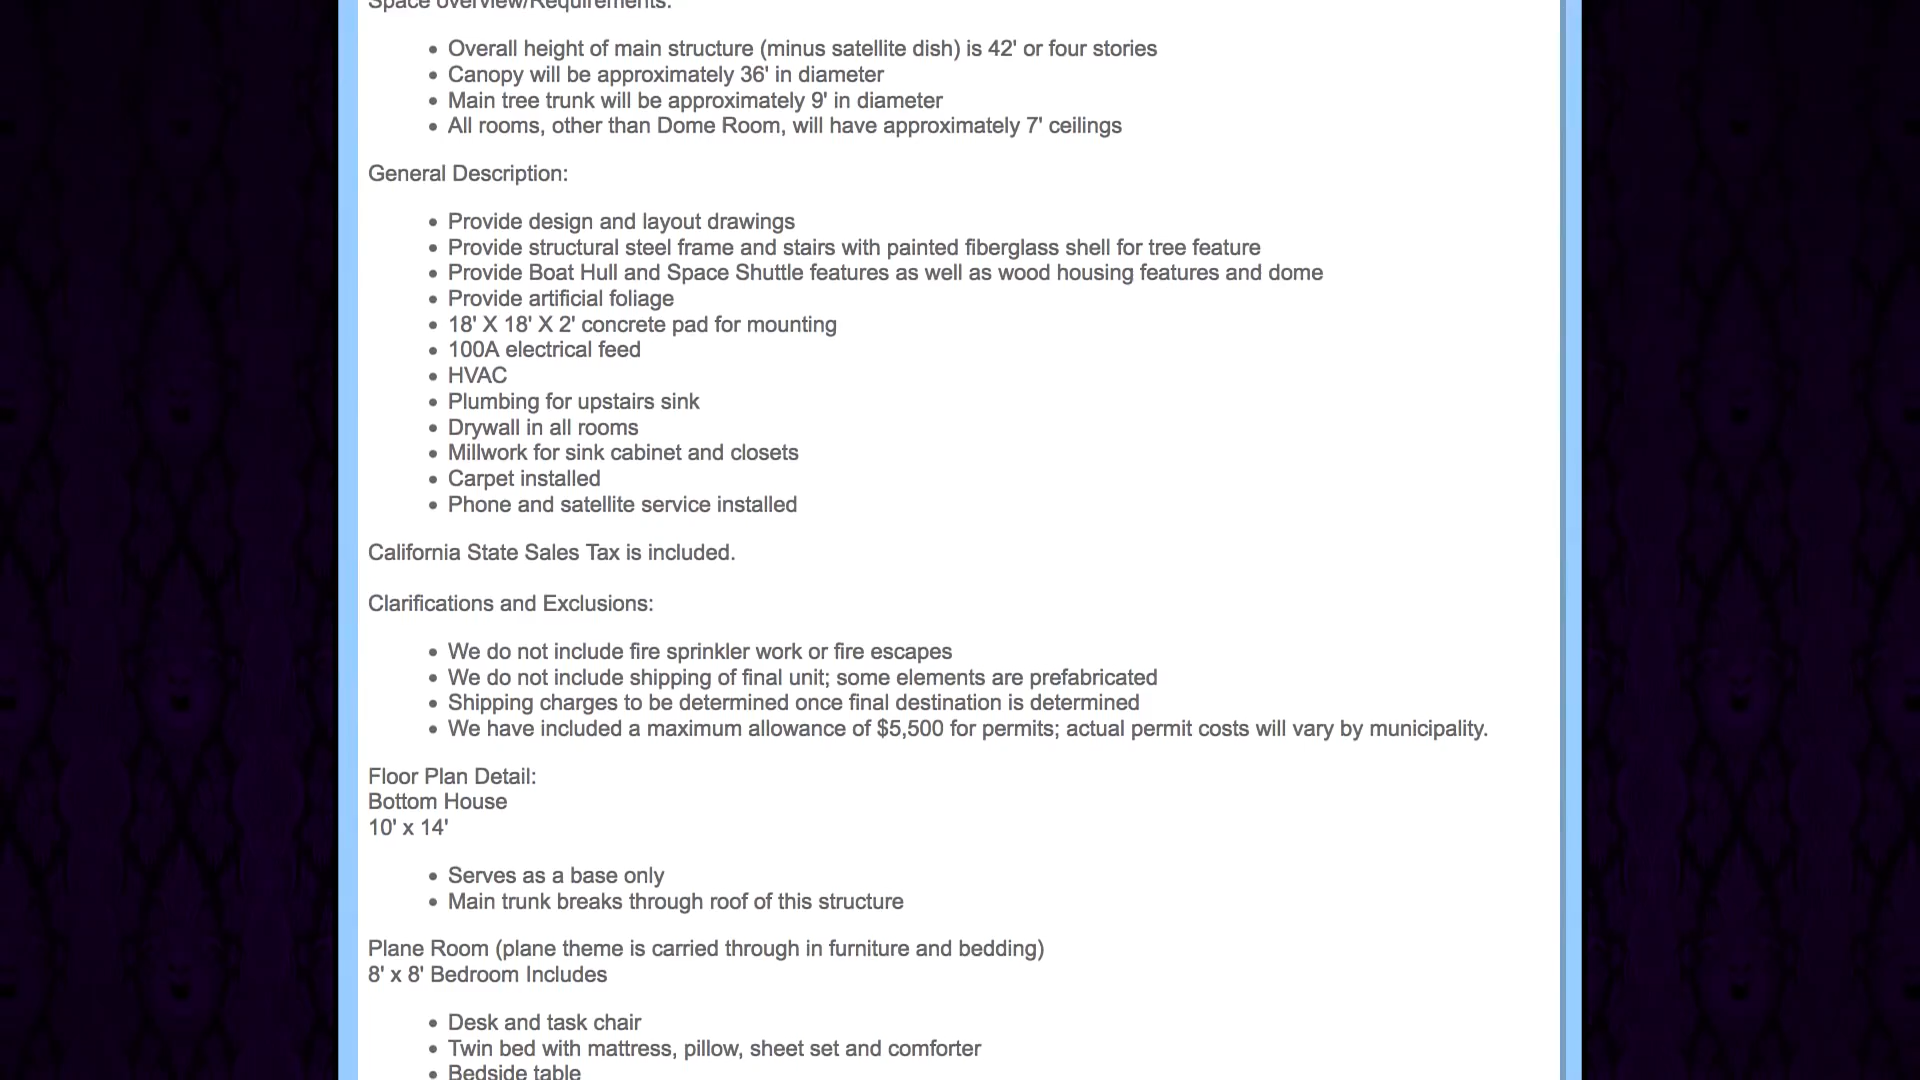 Space overview/Requirements:
• Overall height of main structure (minus satellite dish) is 42' or four stories
• Canopy will be approximately 36' in diameter
• Main tree trunk will be approximately 9' in diameter
• All rooms, other than Dome Room, will have approximately 7' ceilings
General Description:
• Provide design and layout drawings
• Provide structural steel frame and stairs with painted fiberglass shell for tree feature
• Provide Boat Hull and Space Shuttle features as well as wood housing features and dome
• Provide artificial foliage
• 18' X 18' X 2' concrete pad for mounting
• 100A electrical feed
• HVAC
• Plumbing for upstairs sink
• Drywall in all rooms
• Millwork for sink cabinet and closets
• Carpet installed
• Phone and satellite service installed
California State Sales Tax is included.
Clarifications and Exclusions:
• We do not include fire sprinkler work or fire escapes
• We do not include shipping of final unit; some elements are prefabricated
• Shipping charges to be determined once final destination is determined
• We have included a maximum allowance of $5,500 for permits; actual permit costs will vary by municipality.
Floor Plan Detail:
Bottom House
10' x 14'
• Serves as a base only
• Main trunk breaks through roof of this structure
Plane Room (plane theme is carried through in furniture and bedding)
8' x 8' Bedroom Includes
• Desk and task chair
• Twin bed with mattress, pillow, sheet set and comforter
• Bedside table